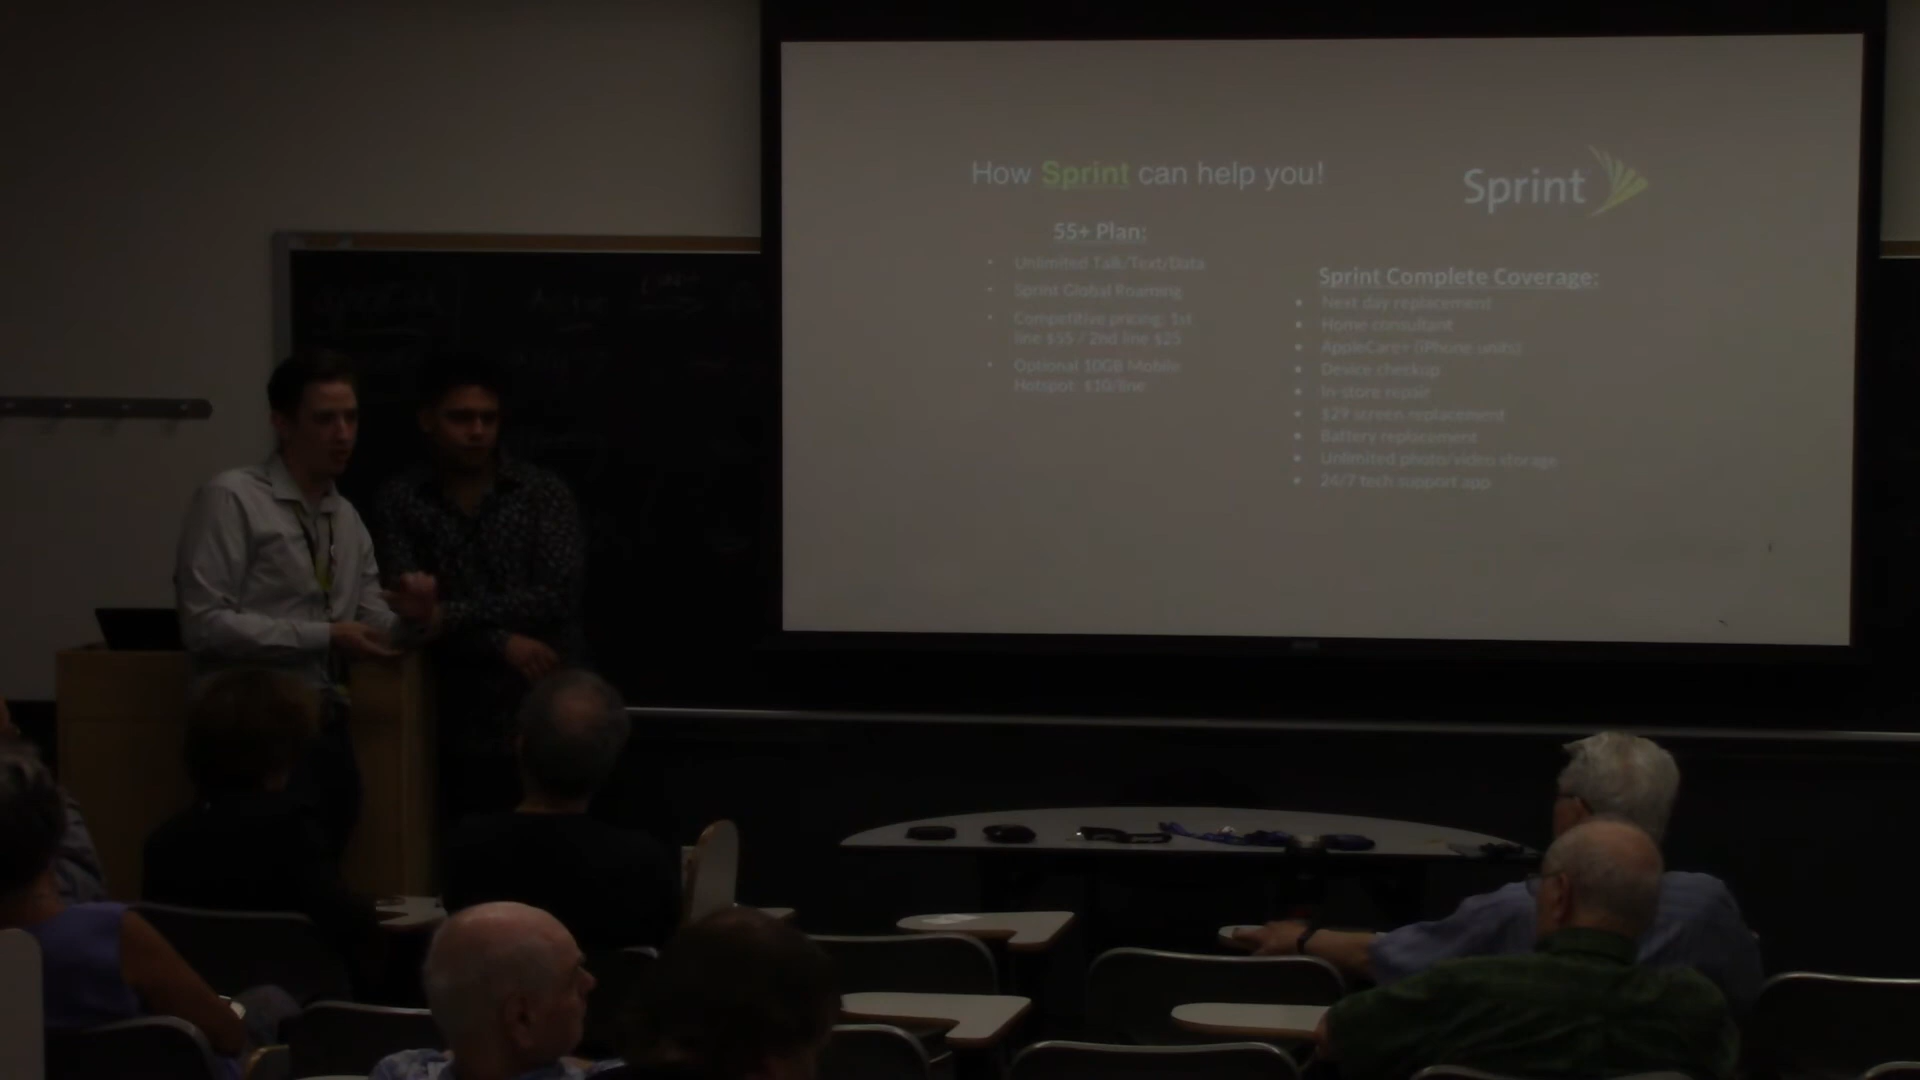 How Sprint can help you!
Sprint
55+ Plan:
Unlimited Talk/Text/Data
Sprint Global Roaming
Competitive pricing: 1st
line $55 / 2nd line $25
Optional 10GB Mobile
Hotspot $10/line
Sprint Complete Coverage:
Next day replacement
Home consultant
AppleCare+ (iPhone units)
Device checkup
In-store repair
$29 screen replacement
Battery replacement
Unlimited photo/video storage
24/7 tech support app